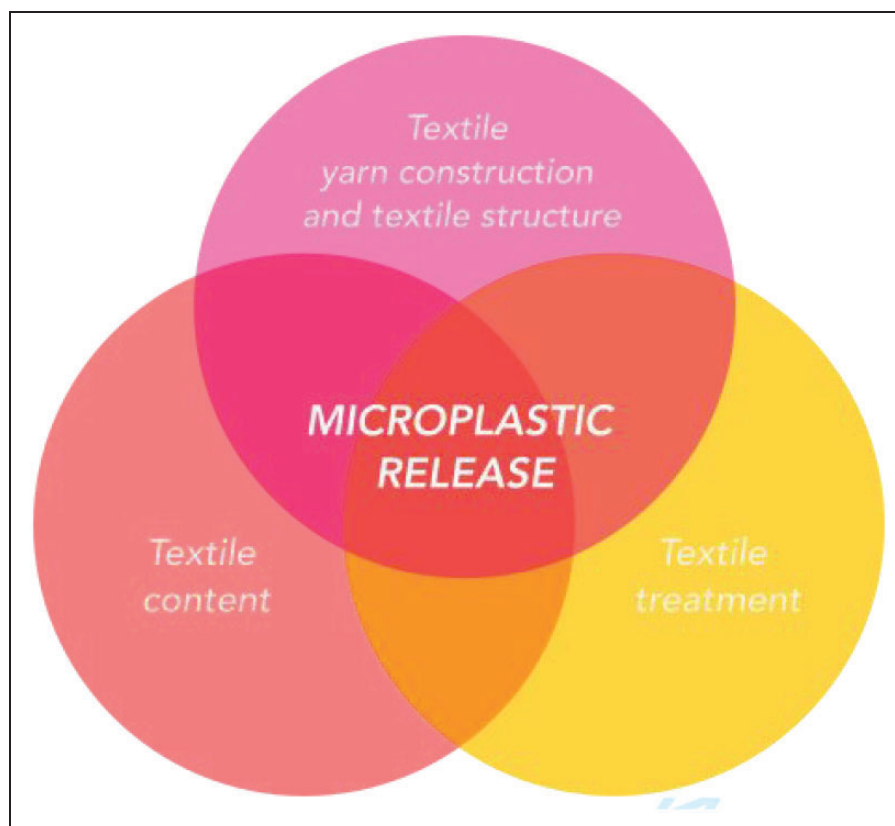 Textile
yarn construction
and textile structure
MICROPLASTIC
RELEASE
Textile
content
Textile
treatment